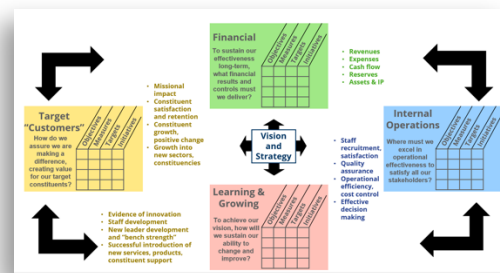 Financial
To sustain our
effectiveness
long-term,
what financial
results and
controls must
we deliver?
Objectives
Measures
Targets
Initiatives
• Revenues
• Expenses
• Cash flow
• Reserves
• Assets & IP
Target
"Customers"
How do we
assure we are
making a
difference,
creating value
for our target
constituents?
Objectives
Measures
Targets
Initiatives
• Missional
impact
• Constituent
satisfaction
and retention
• Constituent
growth,
positive change
• Growth into
new sectors,
constituencies
Vision
and
Strategy
• Staff
recruitment,
satisfaction
• Quality
assurance
• Operational
efficiency,
cost control
• Effective
decision
making
Internal
Operations
Where must we
excel in
operational
effectiveness to
satisfy all our
stakeholders?
Objectives
Measures
Targets
Initiatives
Learning &
Growing
To achieve our
vision, how will
we sustain our
ability to
change and
improve?
Objectives
Measures
Targets
Initiatives
• Evidence of innovation
• Staff development
• New leader development
and "bench strength"
• Successful introduction of
new services, products,
constituent support